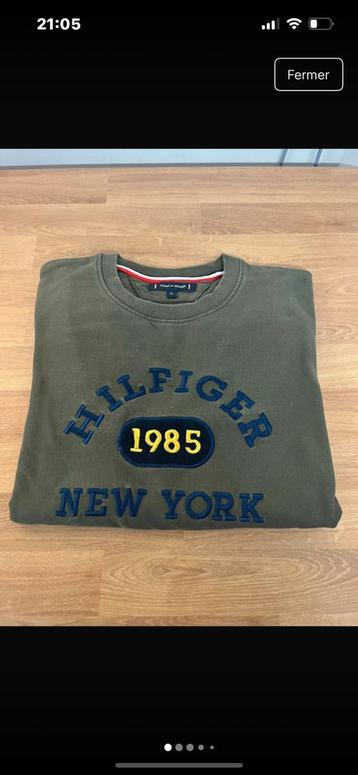 21:05
Fermer
HILFIGER
1985
NEW YORK